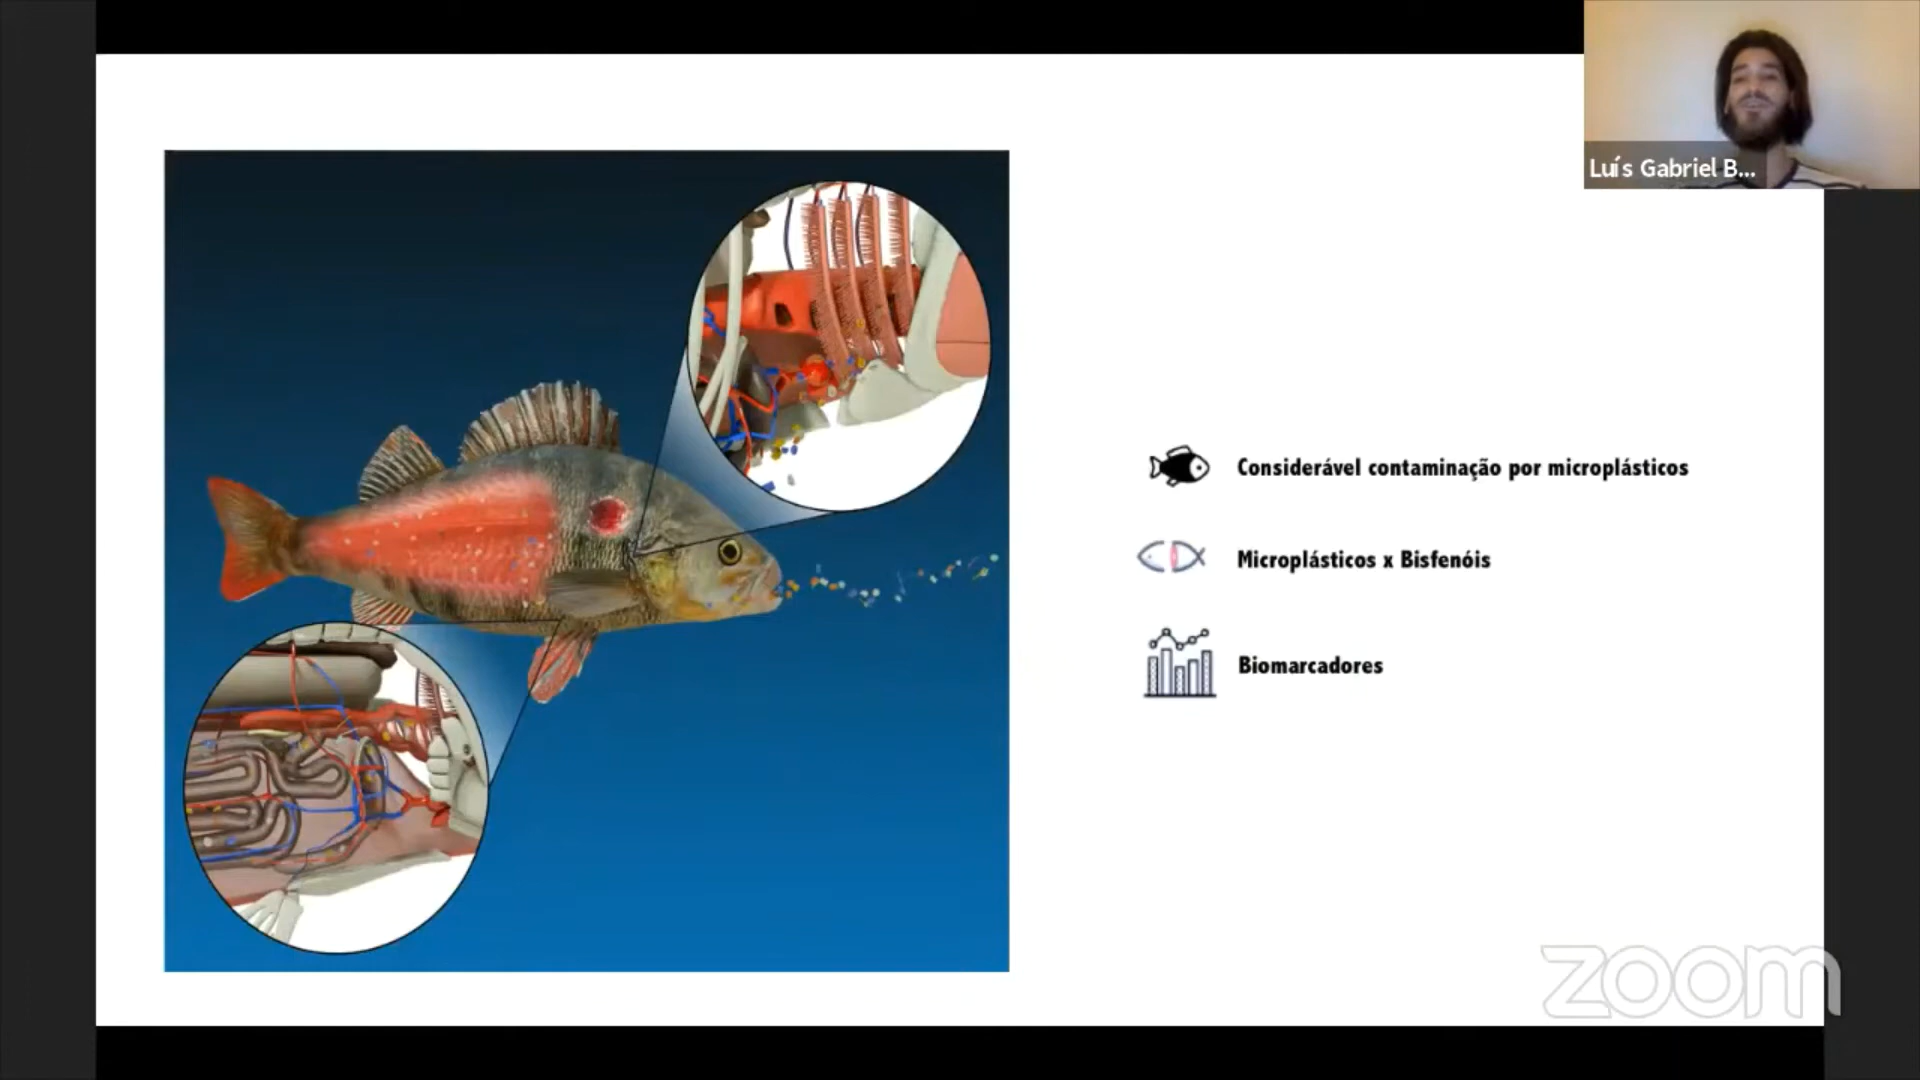 Luís Gabriel B...
Considerável contaminação por microplásticos
Microplásticos x Bisfenóis
Biomarcadores
zoom